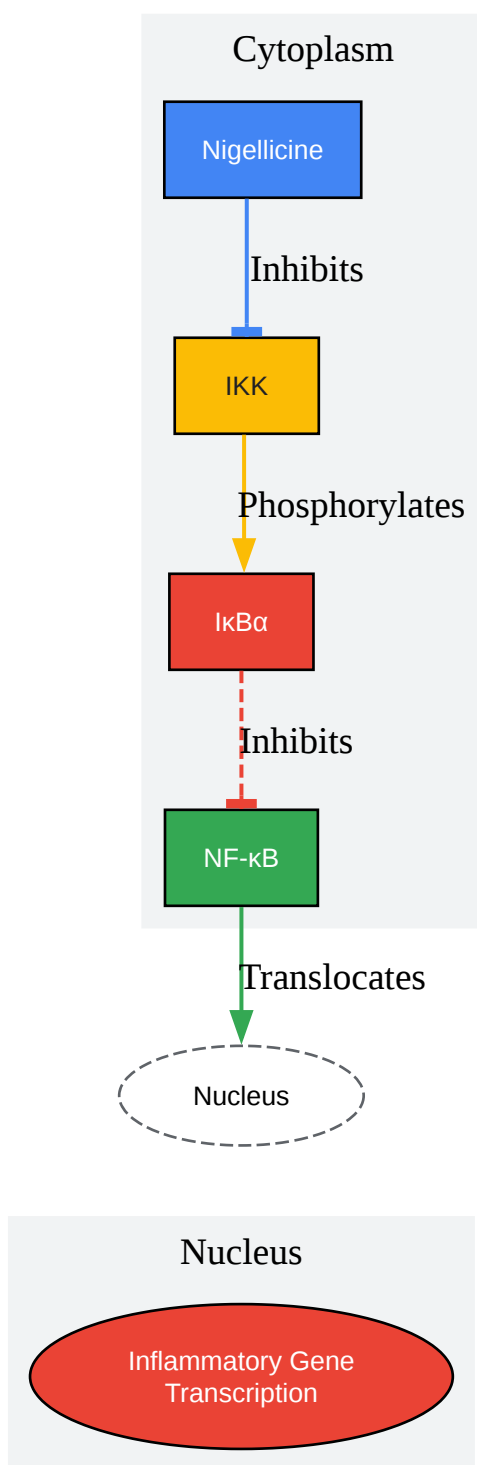 Cytoplasm
Nigellicine
Inhibits
IKK
Phosphorylates
IκBα
Inhibits
NF-κB
Translocates
Nucleus
Nucleus
Inflammatory Gene
Transcription